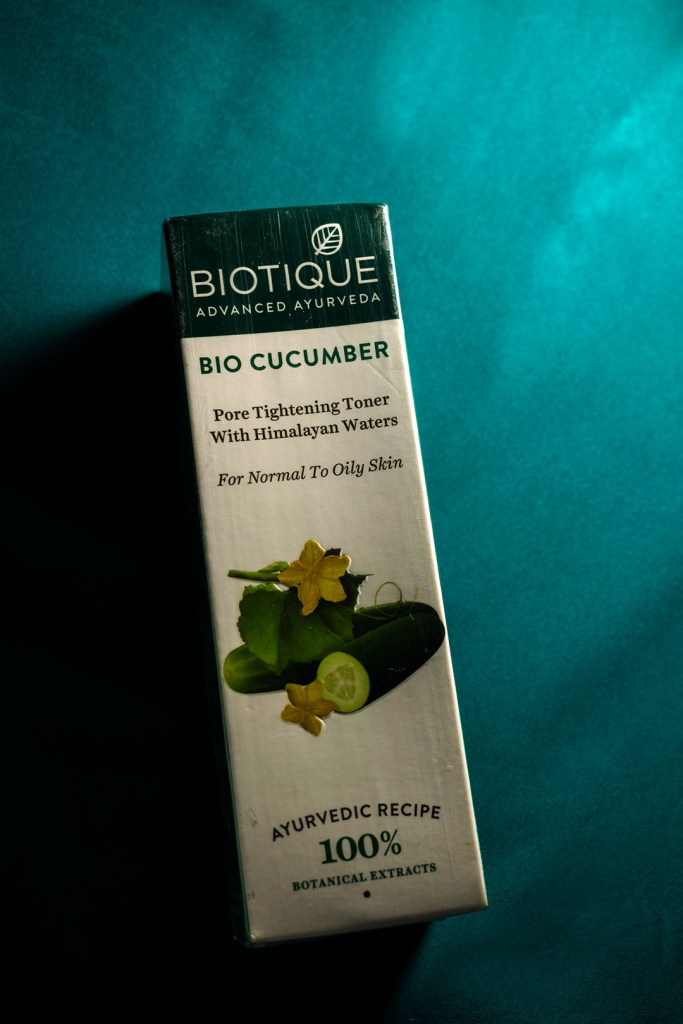 BIOTIQUE
ADVANCED AYURVEDA
BIO CUCUMBER
Pore Tightening Toner
With Himalayan Waters
For Normal To Oily Skin
AYURVEDIC RECIPE
100%
BOTANICAL EXTRACTS